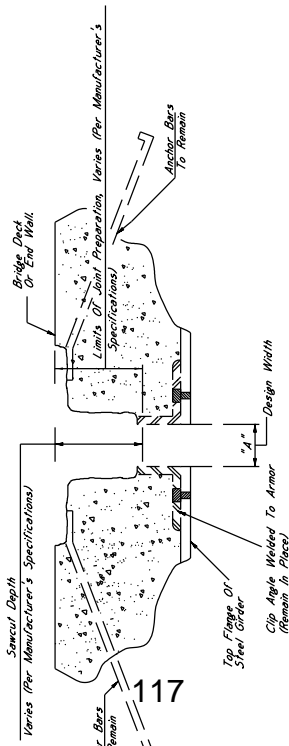 Sawcut Depth
Varies (Per Manufacturer's Specifications)
Bridge Deck
Or End Wall.
Limits Of Joint Preparation, Varies (Per Manufacturer's
Specifications)
Anchor Bars
To Remain
Bars
Remain
Top Flange Of
Steel Girder
Clip Angle Welded To Armor
(Remain In Place)
"A"
Design Width
117